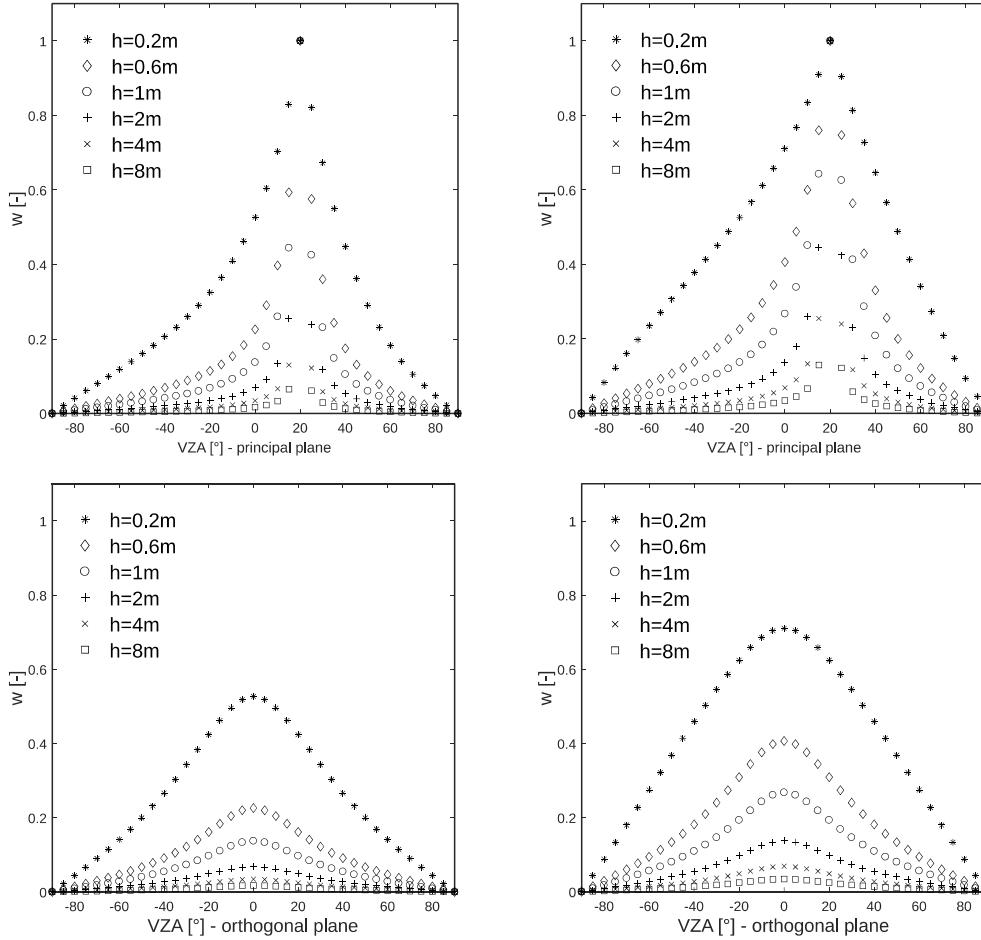 1
0.8
0.6
0.4
0.2
0
w [-]
h=0.2m
h=0.6m
h=1m
h=2m
h=4m
h=8m
-80 -60 -40 -20 0 20 40 60 80
VZA [°] - principal plane
1
0.8
0.6
0.4
0.2
0
w [-]
h=0.2m
h=0.6m
h=1m
h=2m
h=4m
h=8m
-80 -60 -40 -20 0 20 40 60 80
VZA [°] - principal plane
1
0.8
0.6
0.4
0.2
0
w [-]
h=0.2m
h=0.6m
h=1m
h=2m
h=4m
h=8m
-80 -60 -40 -20 0 20 40 60 80
VZA [°] - orthogonal plane
1
0.8
0.6
0.4
0.2
0
w [-]
h=0.2m
h=0.6m
h=1m
h=2m
h=4m
h=8m
-80 -60 -40 -20 0 20 40 60 80
VZA [°] - orthogonal plane